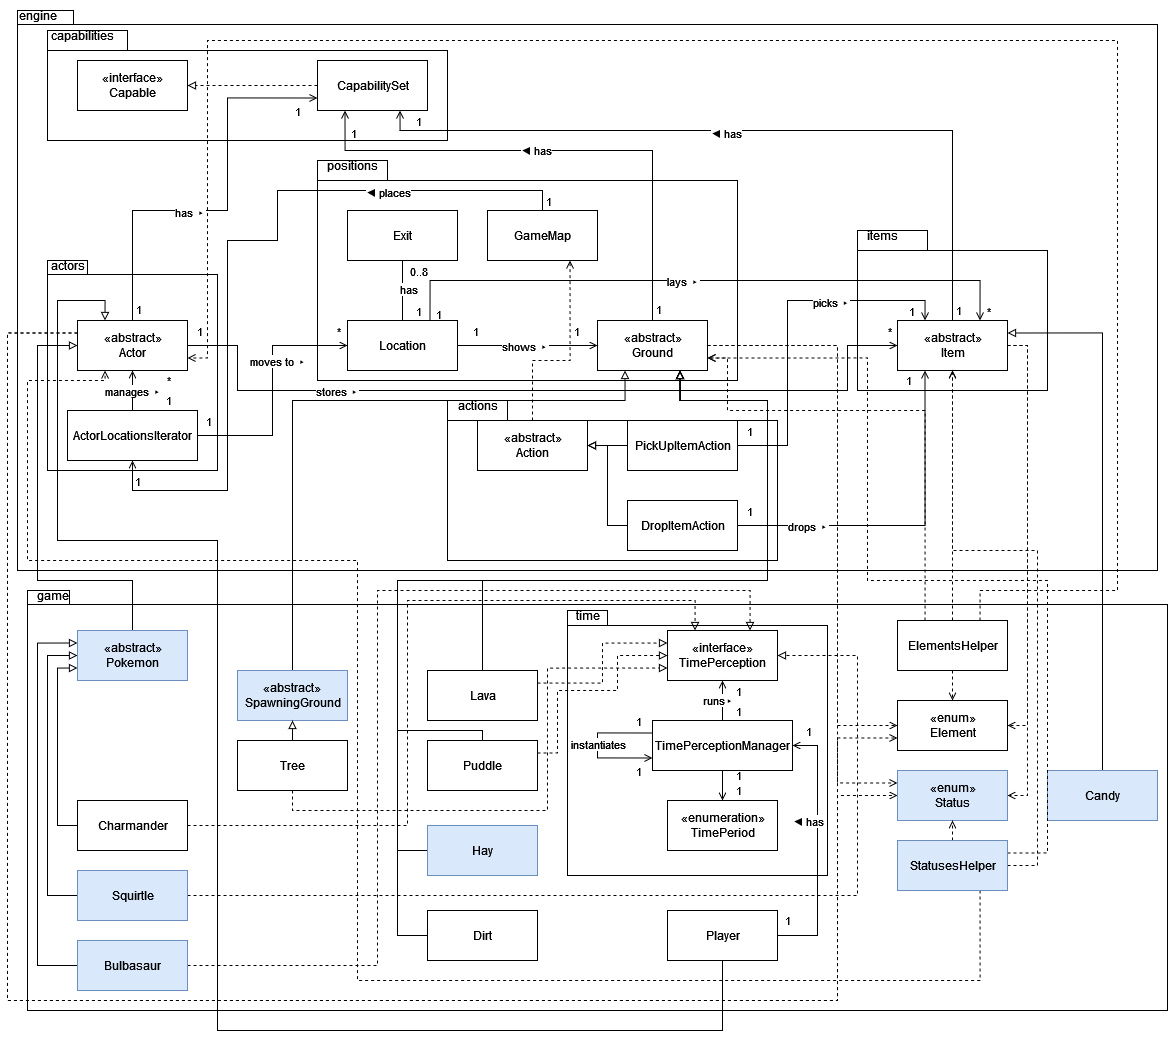 engine
capabilities
«interface»
Capable
CapabilitySet
1
1
1
◀ has
◀ has
positions
◀ places
1
has ▸
Exit
GameMap
items
actors
0..8
has
lays ▸
picks ▸
1
1
1
1
1
1
*
«abstract»
Actor
1
*
Location
1
shows ▸
1
«abstract»
Ground
*
«abstract»
Item
moves to ▸
manages ▸
*
1
stores ▸
1
actions
ActorLocationsIterator
1
«abstract»
Action
PickUpItemAction
1
1
DropItemAction
1
drops ▸
game
time
«abstract»
Pokemon
«interface»
TimePerception
ElementsHelper
«abstract»
SpawningGround
Lava
runs▸
1
1
«enum»
Element
1
instantiates
1
TimePerceptionManager
1
Tree
Puddle
1
1
«enum»
Status
Candy
Charmander
«enumeration»
TimePeriod
◀ has
Hay
StatusesHelper
Squirtle
Dirt
Player
1
Bulbasaur